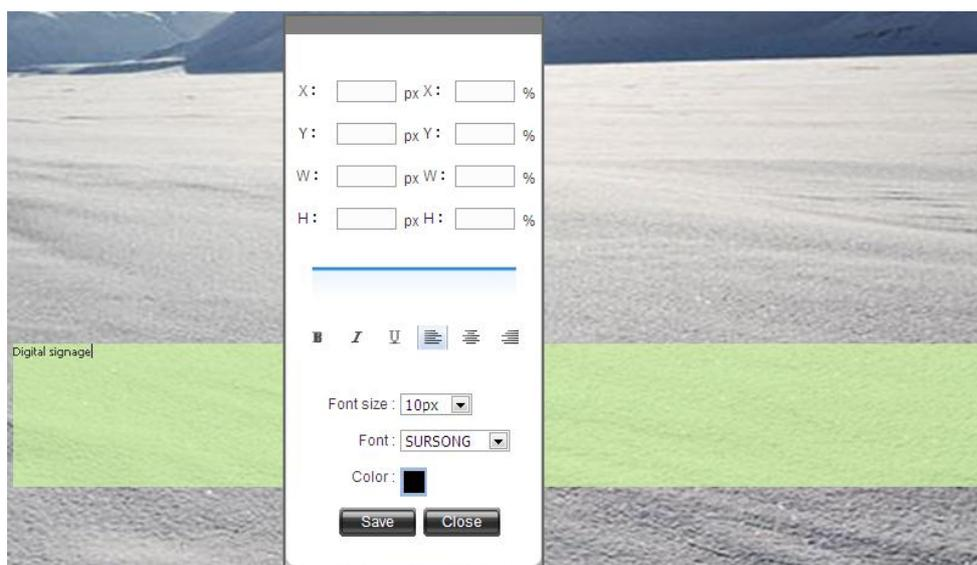 X: px X: %
Y: px Y: %
W: px W: %
H: px H: %
B I U
Digital signage
Font size : 10px
Font : SURSONG
Color :
Save Close